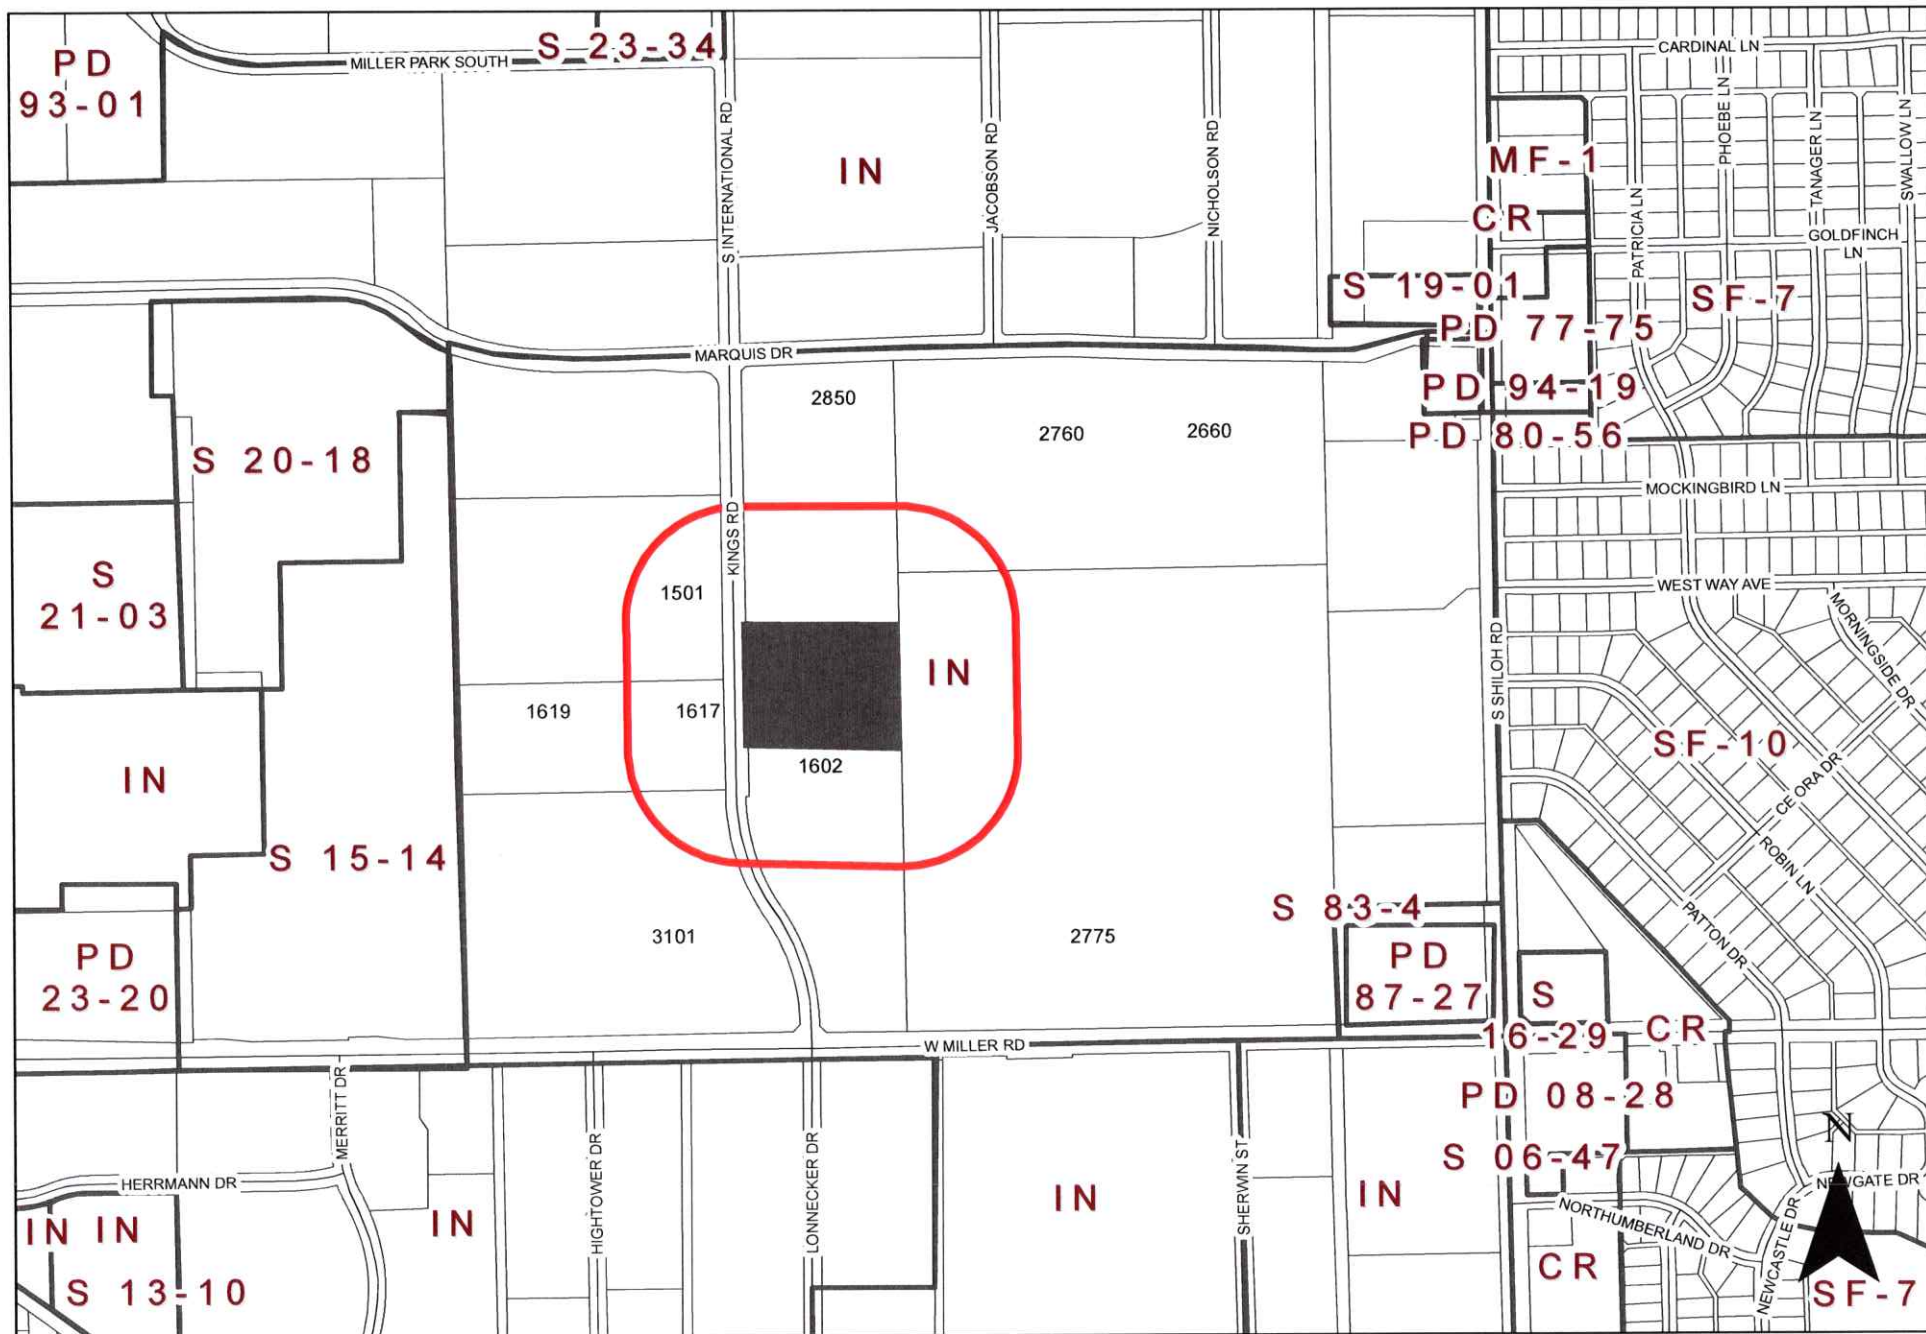 PD
93-01
S 23-34
MILLER PARK SOUTH
S INTERNATIONAL RD
IN
JACOBSON RD
NICHOLSON RD
CARDINAL LN
PHOEBE LN
TANAGER LN
SWALLOW LN
MF-1
CR
PATRICIA LN
GOLDFINCH
LN
S 19-01
SF-7
PD 77-75
MARQUIS DR
PD 94-19
2850
2760
2660
PD 80-56
S 20-18
MOCKINGBIRD LN
KINGS RD
S
21-03
1501
WEST WAY AVE
MORNINGSIDE DR
S SHILOH RD
IN
1619
1617
SF-10
1602
IN
CEORA DR
ROBIN LN
S 15-14
S 83-4
PATTON DR
3101
2775
PD
23-20
PD
87-27
S
16-29
CR
W MILLER RD
PD 08-28
MERRITT DR
HIGHTOWER DR
LONNECKER DR
SHERWIN ST
N
S 06-47
HERRMANN DR
NEWGATE DR
IN
IN
IN
IN
IN
NORTHUMBERLAND DR
NEWCASTLE DR
CR
S 13-10
SF-7